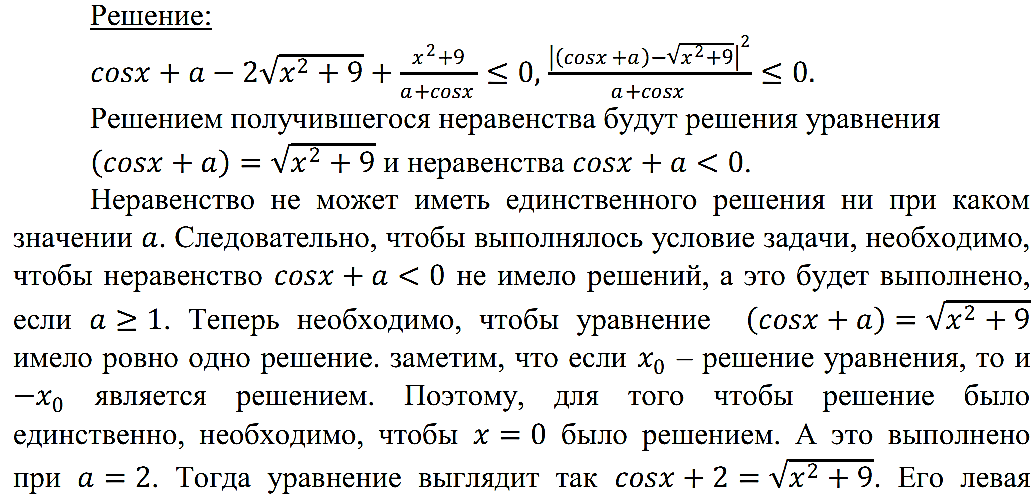 Решение:
cosx + a − 2√(x² + 9) + (x²+9)/(a+cosx) ≤ 0, |(cosx +a)−√(x²+9)|²/(a+cosx) ≤ 0.
Решением получившегося неравенства будут решения уравнения
(cosx + a) = √(x² + 9) и неравенства cosx + a < 0.
Неравенство не может иметь единственного решения ни при каком
значении a. Следовательно, чтобы выполнялось условие задачи, необходимо,
чтобы неравенство cosx + a < 0 не имело решений, а это будет выполнено,
если a ≥ 1. Теперь необходимо, чтобы уравнение (cosx + a) = √(x² + 9)
имело ровно одно решение. заметим, что если x₀ – решение уравнения, то и
−x₀ является решением. Поэтому, для того чтобы решение было
единственно, необходимо, чтобы x = 0 было решением. А это выполнено
при a = 2. Тогда уравнение выглядит так cosx + 2 = √(x² + 9). Его левая